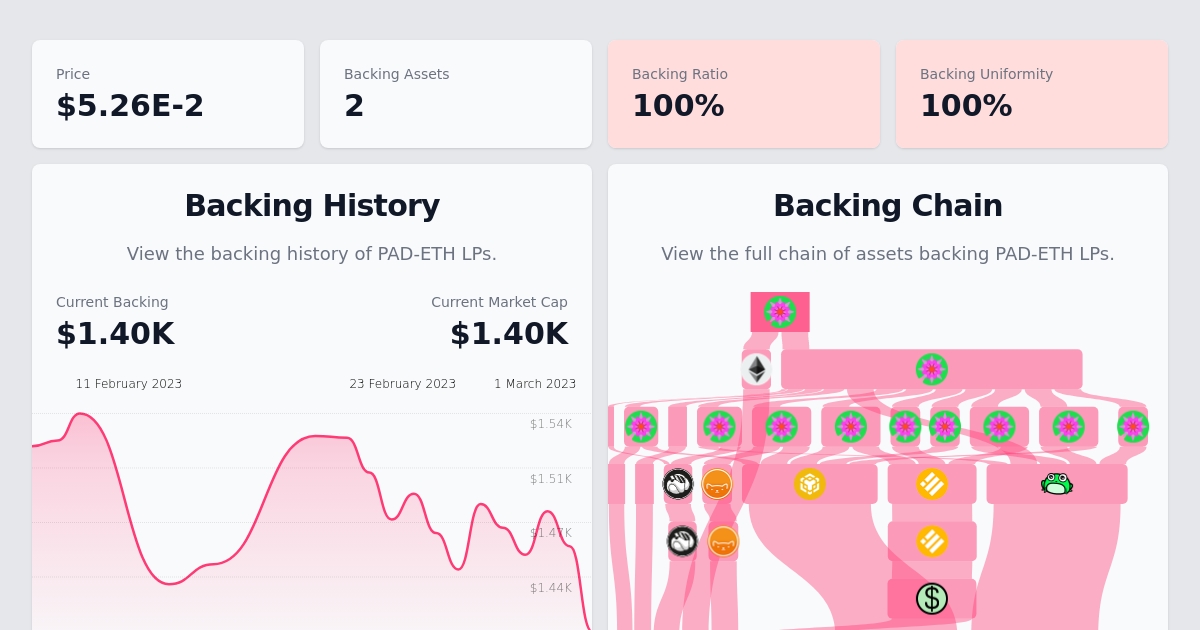 Price
$5.26E-2
Backing Assets
2
Backing Ratio
100%
Backing Uniformity
100%
Backing History
View the backing history of PAD-ETH LPs.
Current Backing
$1.40K
Current Market Cap
$1.40K
11 February 2023
23 February 2023
1 March 2023
$1.54K
$1.51K
$1.47K
$1.44K
Backing Chain
View the full chain of assets backing PAD-ETH LPs.
$